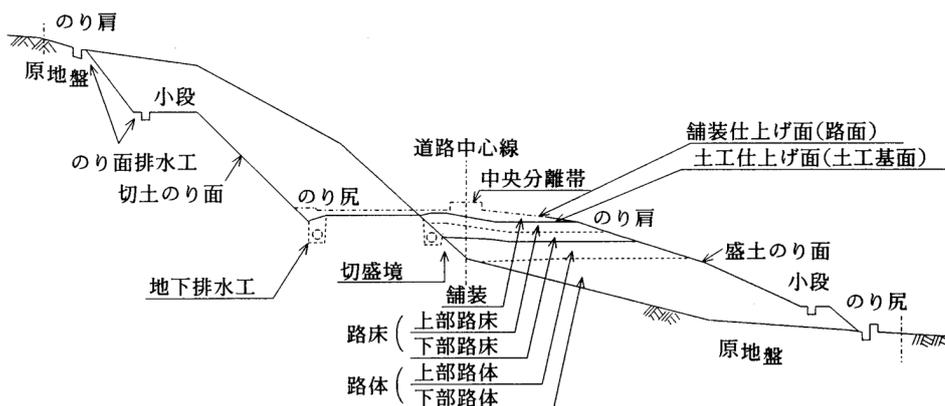 のり肩
原地盤
小段
のり面排水工
切土のり面
のり尻
地下排水工
切盛境
道路中心線
中央分離帯
舗装仕上げ面(路面)
土工仕上げ面(土工基面)
のり肩
盛土のり面
小段
のり尻
原地盤
舗装
路床(上部路床
下部路床
路体(上部路体
下部路体